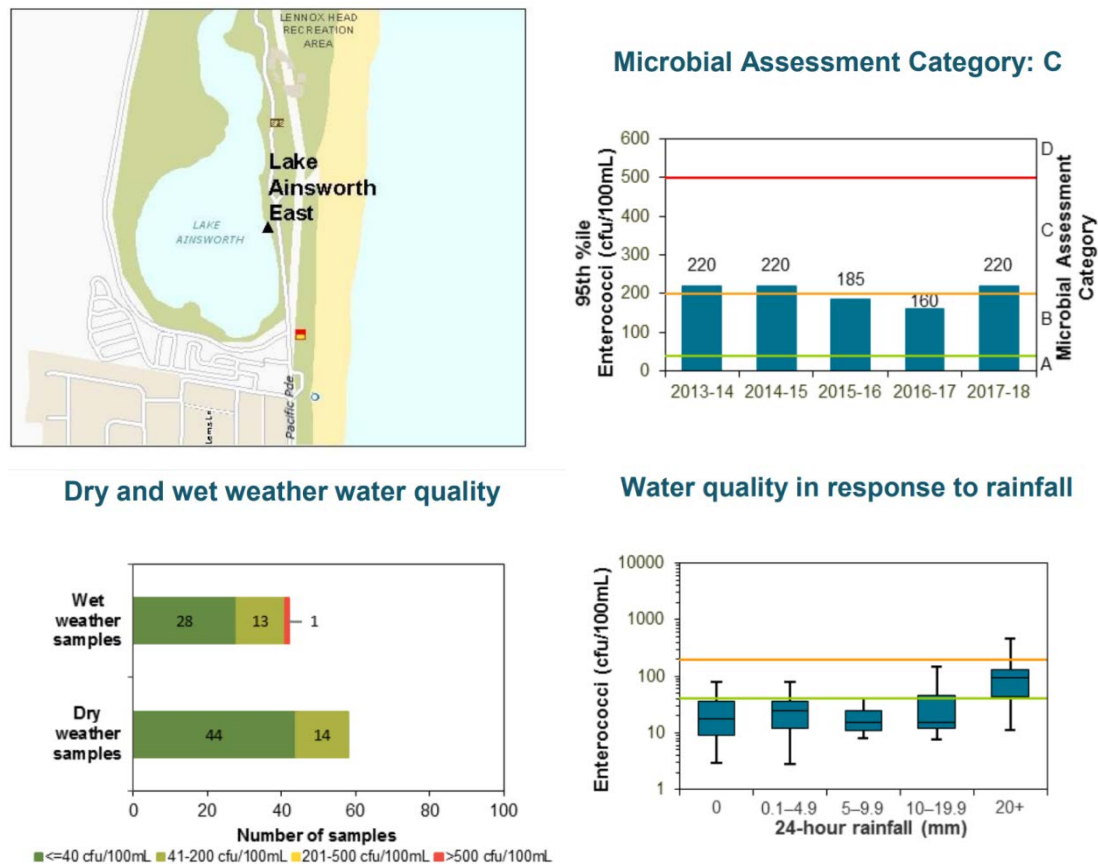 LENNOX HEAD
RECREATION
AREA
Lake
Ainsworth
East
LAKE
AINSWORTH
Pacific Pde
Microbial Assessment Category: C
95th %ile
Enterococci (cfu/100mL)
600
500
400
300
200
100
0
220
220
185
160
220
2013-14
2014-15
2015-16
2016-17
2017-18
D
C
B
A
Microbial Assessment
Category
Dry and wet weather water quality
Wet
weather
samples
28
13
1
Dry
weather
samples
44
14
0
20
40
60
80
100
Number of samples
<=40 cfu/100mL
41-200 cfu/100mL
201-500 cfu/100mL
>500 cfu/100mL
Water quality in response to rainfall
Enterococci (cfu/100mL)
10000
1000
100
10
1
0
0.1–4.9
5–9.9
10–19.9
20+
24-hour rainfall (mm)